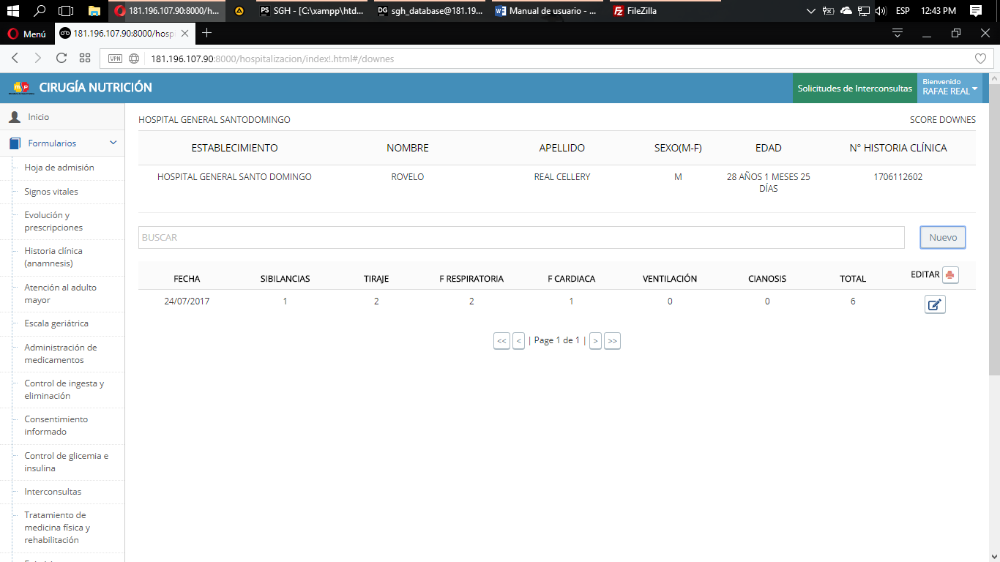 181.196.107.90:8000/h...
SGH - [C:\xampp\htd...
sgh_database@181.19...
Manual de usuario - ...
FileZilla
ESP
12:43 PM
Menú
181.196.107.90:8000/hosp
VPN
181.196.107.90:8000/hospitalizacion/index!.html#/downes
CIRUGÍA NUTRICIÓN
Solicitudes de Interconsultas
Bienvenido
RAFAE REAL
Inicio
Formularios
Hoja de admisión
Signos vitales
Evolución y
prescripciones
Historia clínica
(anamnesis)
Atención al adulto
mayor
Escala geriátrica
Administración de
medicamentos
Control de ingesta y
eliminación
Consentimiento
informado
Control de glicemia e
insulina
Interconsultas
Tratamiento de
medicina física y
rehabilitación
HOSPITAL GENERAL SANTODOMINGO
SCORE DOWNES
ESTABLECIMIENTO NOMBRE APELLIDO SEXO(M-F) EDAD N° HISTORIA CLÍNICA
HOSPITAL GENERAL SANTO DOMINGO ROVELO REAL CELLERY M 28 AÑOS 1 MESES 25 1706112602
DÍAS
BUSCAR
Nuevo
FECHA SIBILANCIAS TIRAJE F RESPIRATORIA F CARDIACA VENTILACIÓN CIANOSIS TOTAL EDITAR
24/07/2017 1 2 2 1 0 0 6
<< < | Page 1 de 1 | > >>